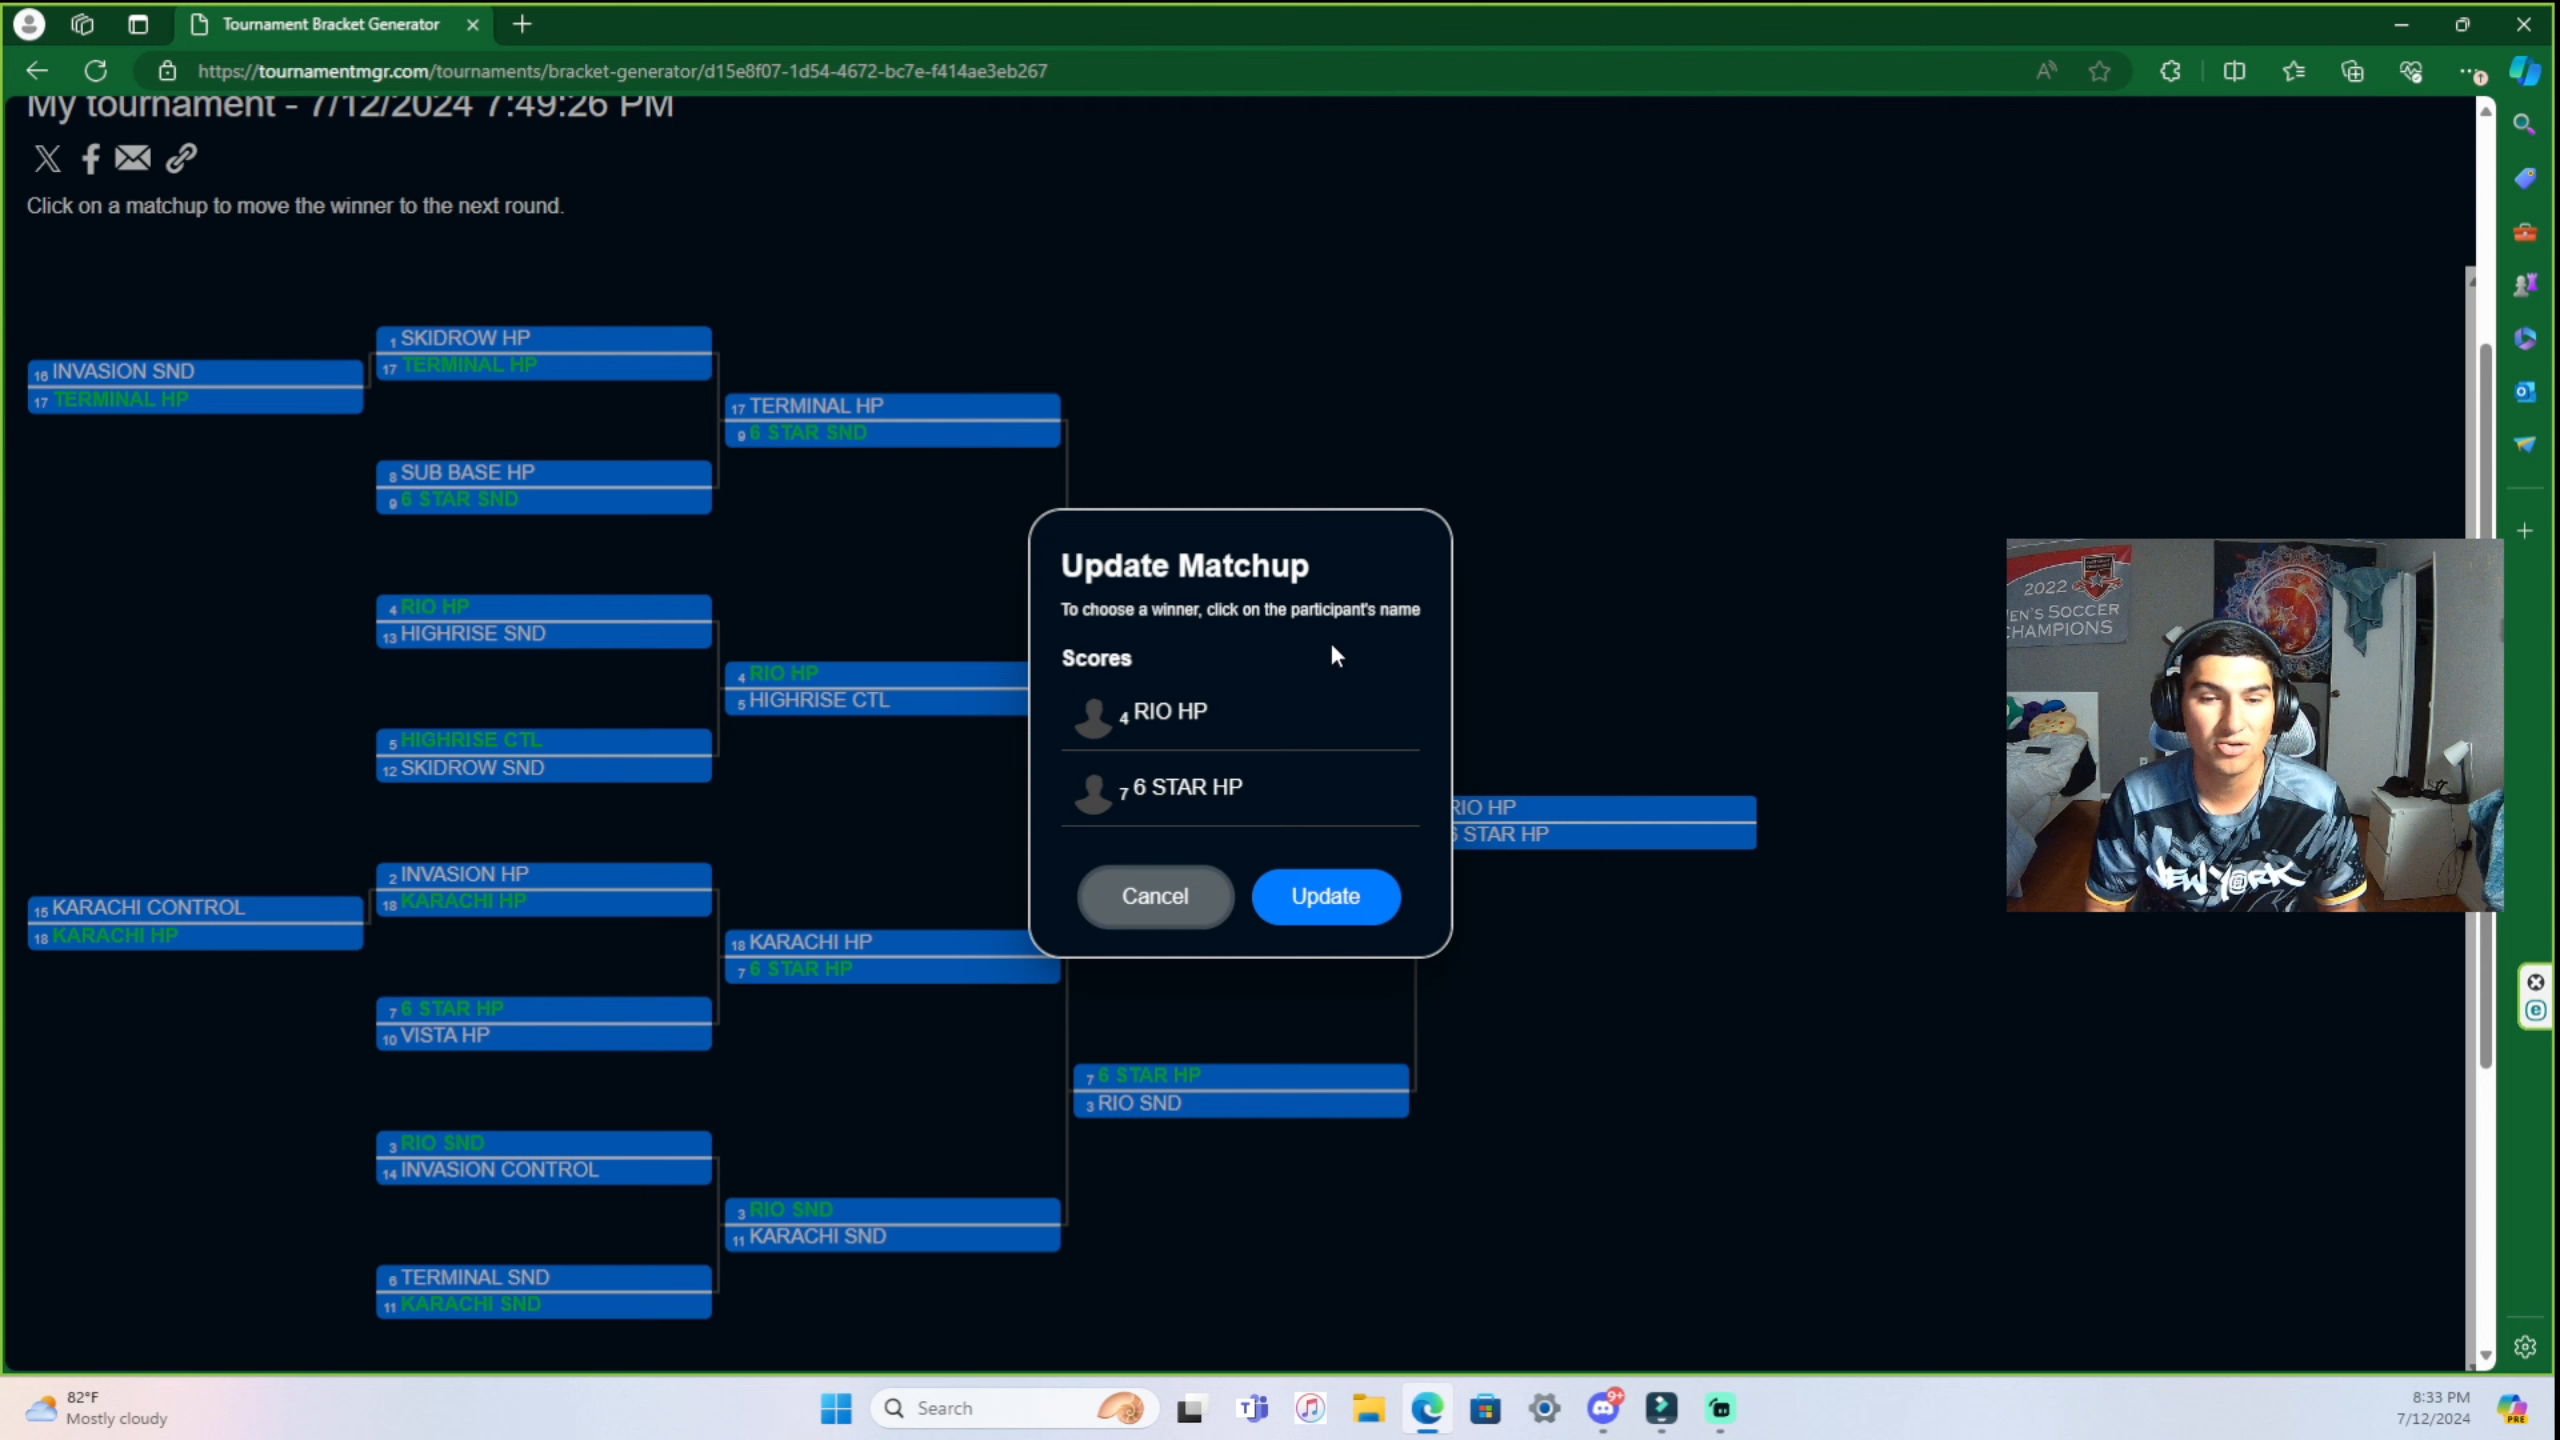 Tournament Bracket Generator
https://tournamentmgr.com/tournaments/bracket-generator/d15e8f07-1d54-4672-bc7e-f414ae3eb267
My tournament - 7/12/2024 7:49:26 PM
Click on a matchup to move the winner to the next round.
16 INVASION SND
17 TERMINAL HP
15 KARACHI CONTROL
18 KARACHI HP
1 SKIDROW HP
17 TERMINAL HP
8 SUB BASE HP
9 6 STAR SND
4 RIO HP
13 HIGHRISE SND
5 HIGHRISE CTL
12 SKIDROW SND
2 INVASION HP
18 KARACHI HP
7 6 STAR HP
10 VISTA HP
3 RIO SND
14 INVASION CONTROL
6 TERMINAL SND
11 KARACHI SND
17 TERMINAL HP
9 6 STAR SND
4 RIO HP
5 HIGHRISE CTL
18 KARACHI HP
7 6 STAR HP
3 RIO SND
11 KARACHI SND
7 6 STAR HP
3 RIO SND
RIO HP
6 STAR HP
Update Matchup
To choose a winner, click on the participant's name
Scores
4 RIO HP
7 6 STAR HP
Cancel
Update
2022
EN'S SOCCER
CHAMPIONS
NEW YORK
82°F
Mostly cloudy
Search
9+
8:33 PM
7/12/2024
PRE